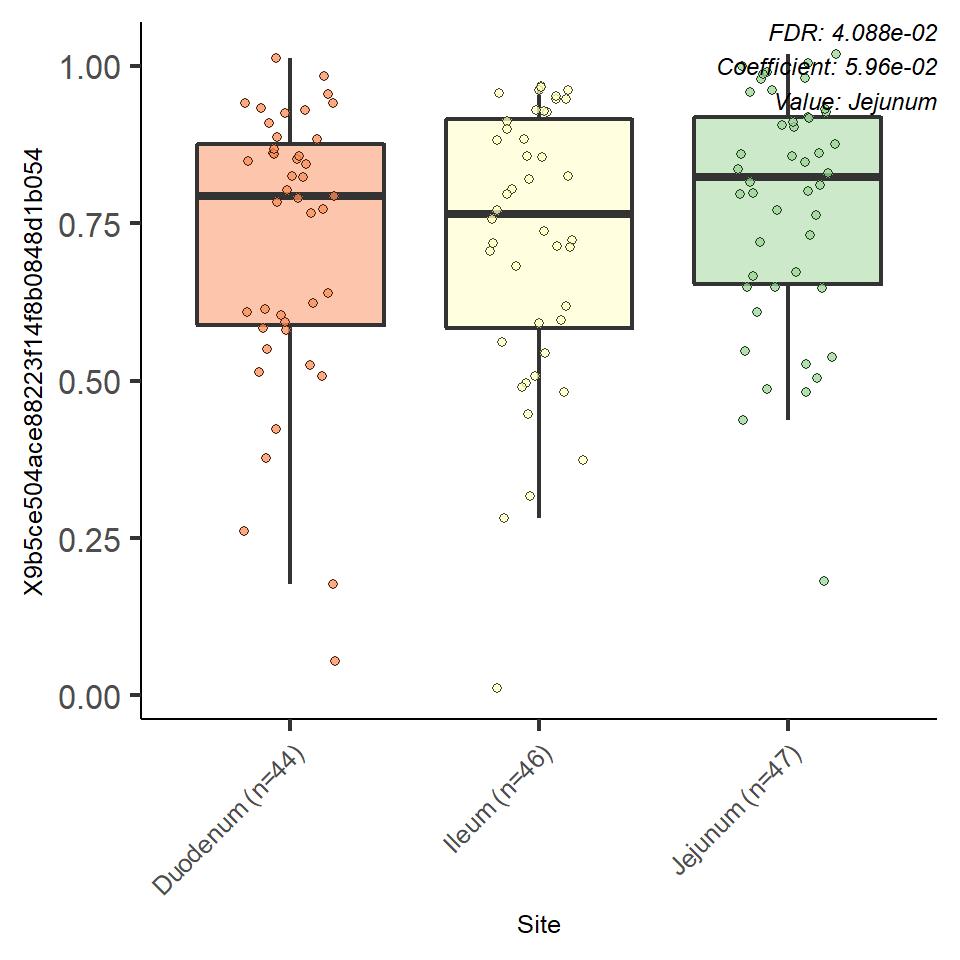 FDR: 4.088e-02
Coefficient: 5.96e-02
Value: Jejunum
1.00
0.75
0.50
0.25
0.00
X9b5ce504ace88223f14f8b0848d1b054
Duodenum (n=44)
Ileum (n=46)
Jejunum (n=47)
Site